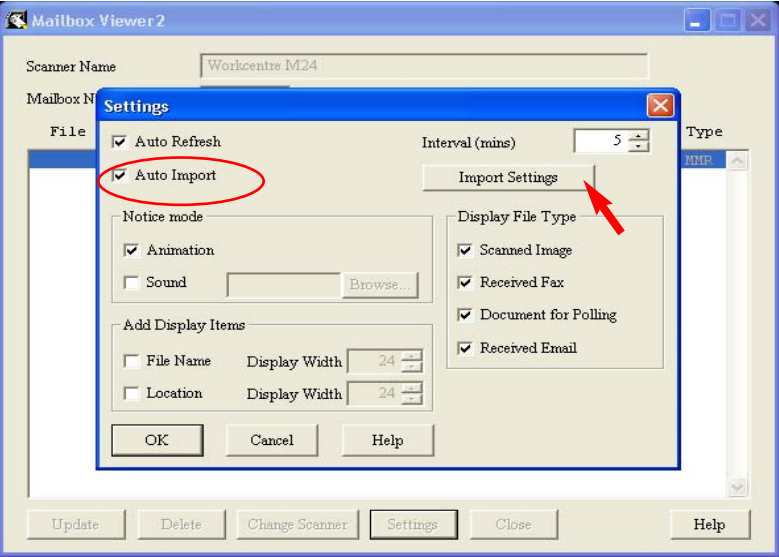 Mailbox Viewer2
Scanner Name Workcentre M24
Mailbox N
File Type
MMR
Settings
Auto Refresh Interval (mins) 5
Auto Import Import Settings
Notice mode Display File Type
Animation Scanned Image
Sound Browse... Received Fax
Document for Polling
Add Display Items
Received Email
File Name Display Width 24
Location Display Width 24
OK Cancel Help
Update Delete Change Scanner Settings Close Help